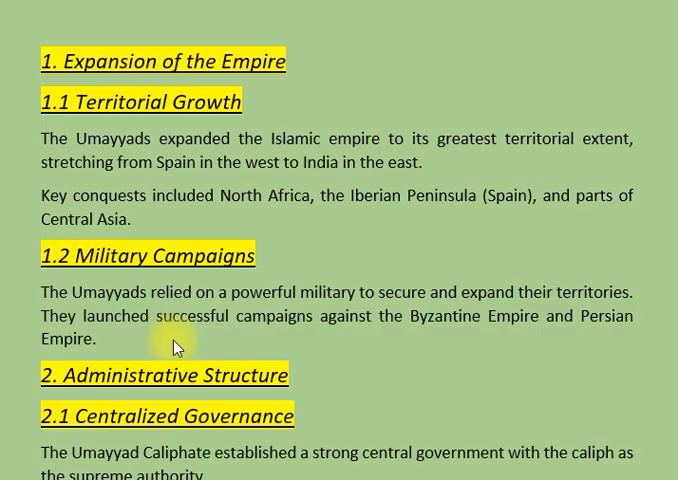 1. Expansion of the Empire
1.1 Territorial Growth
The Umayyads expanded the Islamic empire to its greatest territorial extent,
stretching from Spain in the west to India in the east.
Key conquests included North Africa, the Iberian Peninsula (Spain), and parts of
Central Asia.
1.2 Military Campaigns
The Umayyads relied on a powerful military to secure and expand their territories.
They launched successful campaigns against the Byzantine Empire and Persian
Empire.
2. Administrative Structure
2.1 Centralized Governance
The Umayyad Caliphate established a strong central government with the caliph as
the supreme authority.